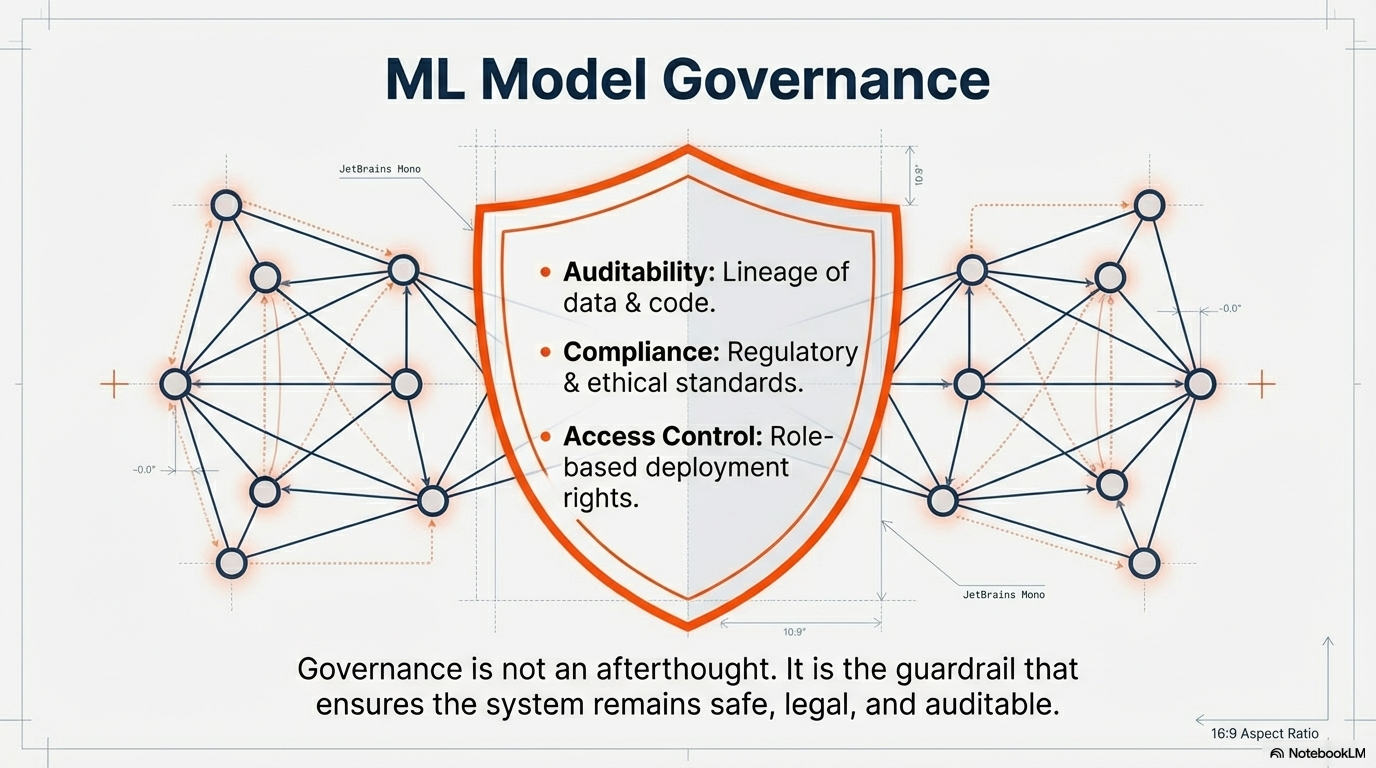 ML Model Governance
JetBrains Mono
10.9"
• Auditability: Lineage of
data & code.
• Compliance: Regulatory
& ethical standards.
• Access Control: Role-
based deployment
rights.
-0.0"
-0.0"
JetBrains Mono
10:9"
Governance is not an afterthought. It is the guardrail that
ensures the system remains safe, legal, and auditable.
16:9 Aspect Ratio
NotebookLM